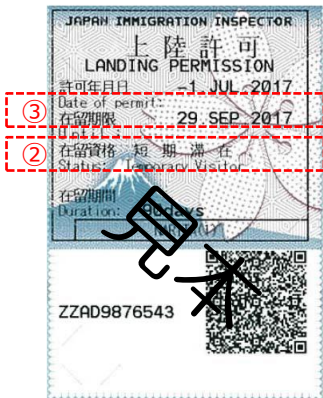 JAPAN IMMIGRATION INSPECTOR
上陸許可
LANDING PERMISSION
許可年月日 -1. JUL. 2017
Date of permit:
③
在留期限 29. SEP. 2017
Until :
②
在留資格 短期滞在
Status: Temporary Visitor
在留期間
Duration: 90days
見本
ZZAD9876543